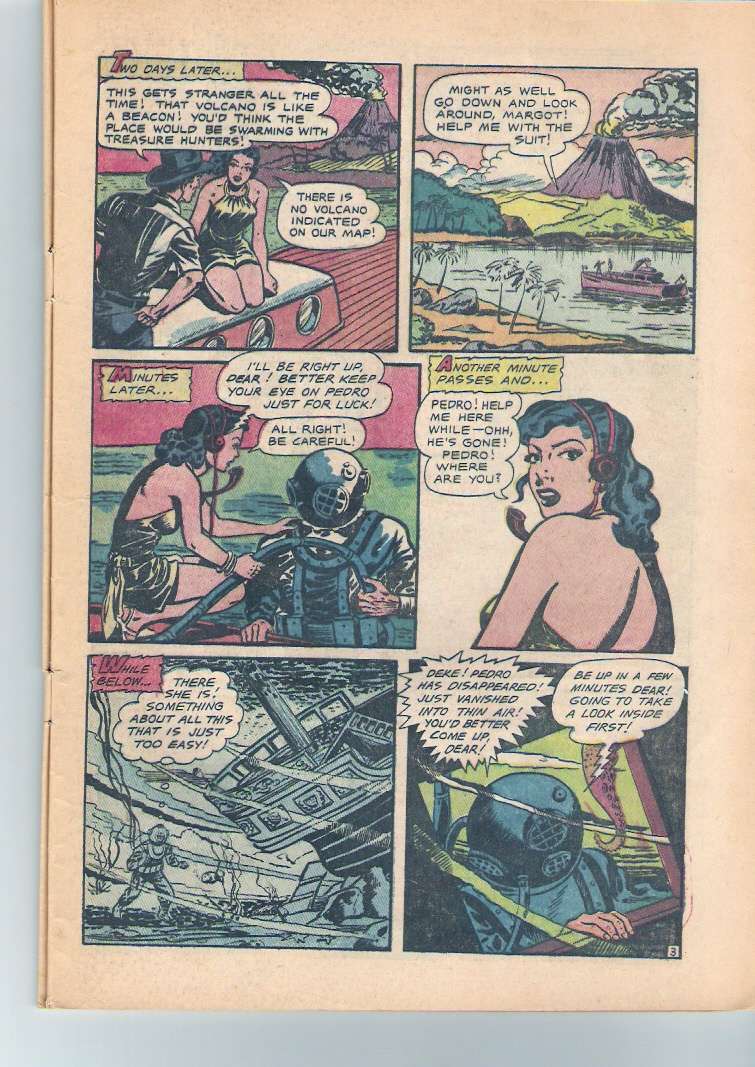 TWO DAYS LATER...
THIS GETS STRANGER ALL THE
TIME! THAT VOLCANO IS LIKE
A BEACON! YOU'D THINK THE
PLACE WOULD BE SWARMING WITH
TREASURE HUNTERS!
THERE IS
NO VOLCANO
INDICATED
ON OUR MAP!
MIGHT AS WELL
GO DOWN AND LOOK
AROUND, MARGOT!
HELP ME WITH THE
SUIT!
MINUTES
LATER...
I'LL BE RIGHT UP,
DEAR! BETTER KEEP
YOUR EYE ON PEDRO
JUST FOR LUCK!
ALL RIGHT!
BE CAREFUL!
ANOTHER MINUTE
PASSES AND...
PEDRO! HELP
ME HERE
WHILE—OHH,
HE'S GONE!
PEDRO!
WHERE
ARE YOU?
WHILE
BELOW...
THERE
SHE IS!
SOMETHING
ABOUT ALL THIS
THAT IS JUST
TOO EASY!
DEKE! PEDRO
HAS DISAPPEARED!
JUST VANISHED
INTO THIN AIR!
YOU'D BETTER
COME UP,
DEAR!
BE UP IN A FEW
MINUTES DEAR!
GOING TO TAKE
A LOOK INSIDE
FIRST!
3